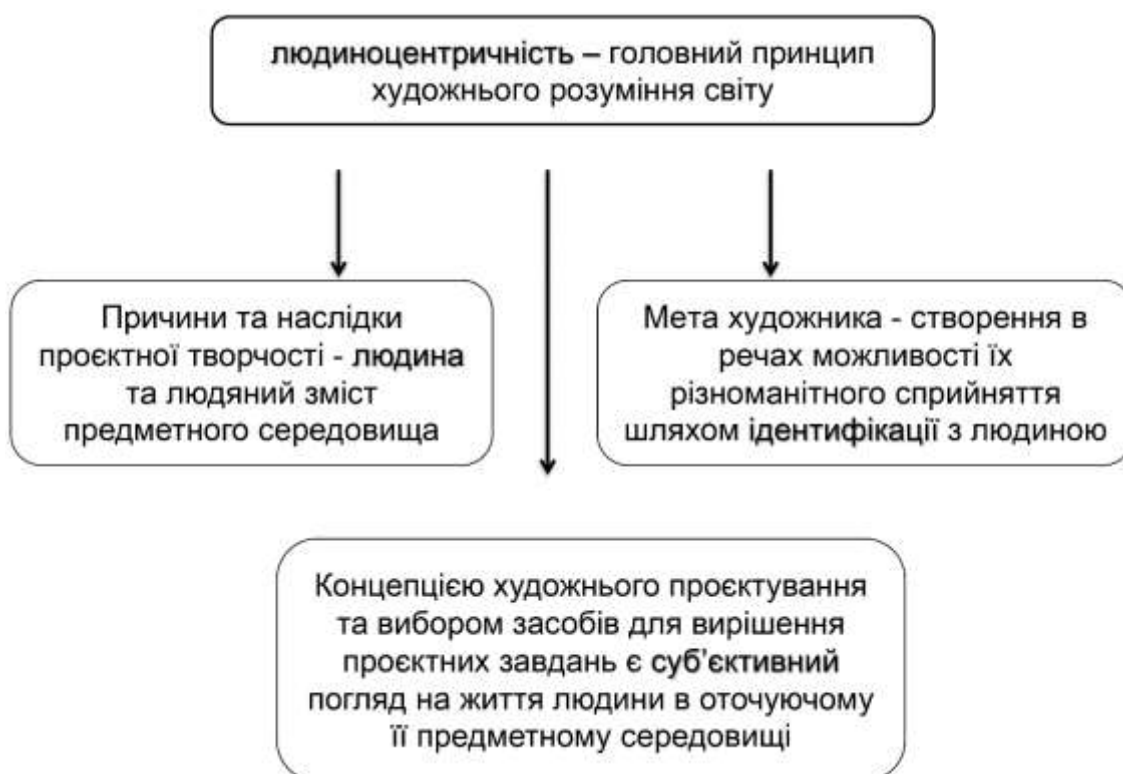 людиноцентричність – головний принцип
художнього розуміння світу
Причини та наслідки
проєктної творчості - людина
та людяний зміст
предметного середовища
Мета художника - створення в
речах можливості їх
різноманітного сприйняття
шляхом ідентифікації з людиною
Концепцією художнього проєктування
та вибором засобів для вирішення
проєктних завдань є суб'єктивний
погляд на життя людини в оточуючому
її предметному середовищі